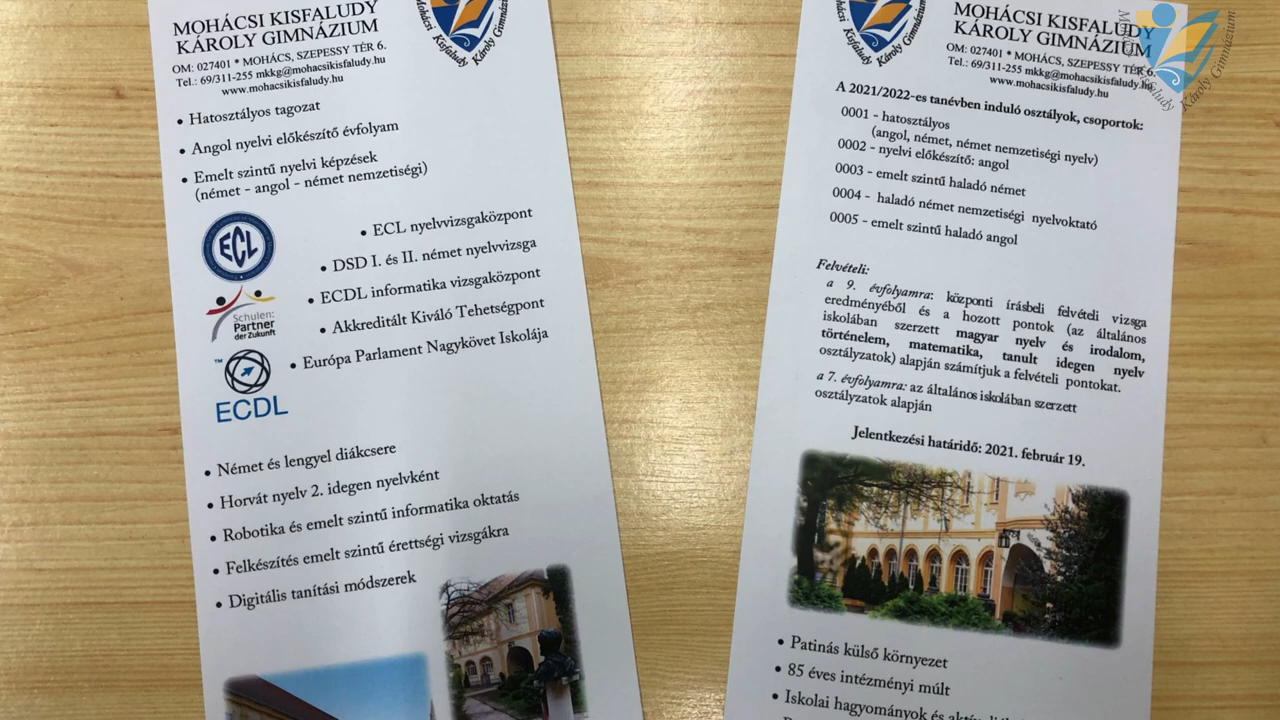 MOHÁCSI KISFALUDY
KÁROLY GIMNÁZIUM
OM: 027401 * MOHÁCS, SZEPESSY TÉR 6.
Tel.: 69/311-255 mkkg@mohacsikisfaludy.hu
www.mohacsikisfaludy.hu
Mohácsi Kisfaludy Károly Gimnázium
• Hatosztályos tagozat
• Angol nyelvi előkészítő évfolyam
• Emelt szintű nyelvi képzések
(német - angol - német nemzetiségi)
ECL
• ECL nyelvvizsgaközpont
• DSD I. és II. német nyelvvizsga
• ECDL informatika vizsgaközpont
• Akkreditált Kiváló Tehetségpont
• Európa Parlament Nagykövet Iskolája
Schulen:
Partner
der Zukunft
TM
ECDL
• Német és lengyel diákcsere
• Horvát nyelv 2. idegen nyelvként
• Robotika és emelt szintű informatika oktatás
• Felkészítés emelt szintű érettségi vizsgákra
• Digitális tanítási módszerek
MOHÁCSI KISFALUDY
KÁROLY GIMNÁZIUM
OM: 027401 * MOHÁCS, SZEPESSY TÉR 6.
Tel.: 69/311-255 mkkg@mohacsikisfaludy.hu
www.mohacsikisfaludy.hu
Kisfaludy Károly Gimnázium
Kisfaludy Károly Gimnázium
A 2021/2022-es tanévben induló osztályok, csoportok:
0001 - hatosztályos
(angol, német, német nemzetiségi nyelv)
0002 - nyelvi előkészítő: angol
0003 - emelt szintű haladó német
0004 - haladó német nemzetiségi nyelvoktató
0005 - emelt szintű haladó angol
Felvételi:
a 9. évfolyamra: központi írásbeli felvételi vizsga
eredményéből és a hozott pontok (az általános
iskolában szerzett magyar nyelv és irodalom,
történelem, matematika, tanult idegen nyelv
osztályzatok) alapján számítjuk a felvételi pontokat.
a 7. évfolyamra: az általános iskolában szerzett
osztályzatok alapján
Jelentkezési határidő: 2021. február 19.
• Patinás külső környezet
• 85 éves intézményi múlt
• Iskolai hagyományok és